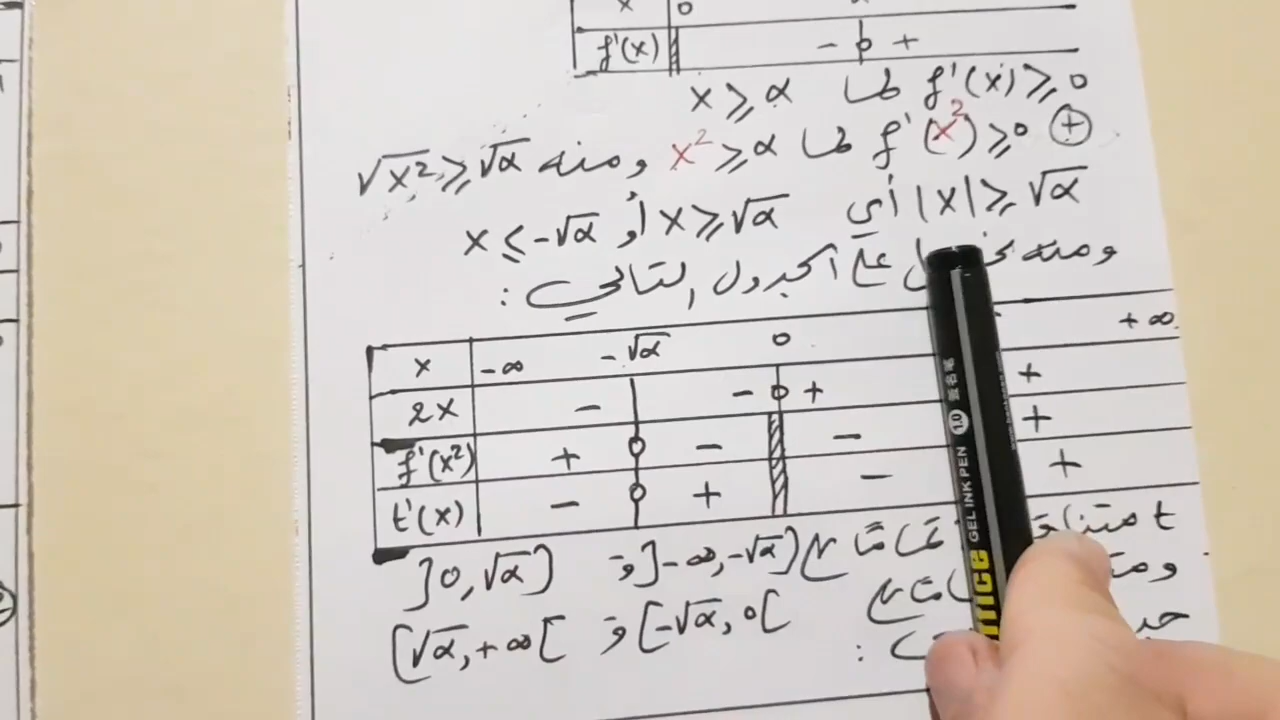 x 0
f'(x) - 0 +
f'(x) ≥ 0 لما x ≥ α
⊕ f'(x²) ≥ 0 لما x² ≥ α ومنه √x² ≥ √α
|x| ≥ √α أي x ≥ √α أو x ≤ -√α
ومنه على الجدول التالي :
x -∞ -√α 0 +∞
2x - - 0 + +
f'(x²) + 0 - - +
t'(x) - 0 + - +
t على ]-∞, -√α] و ]0, √α]
[-√α, 0[ و [√α, +∞[
:
GEL INK PEN 1.0